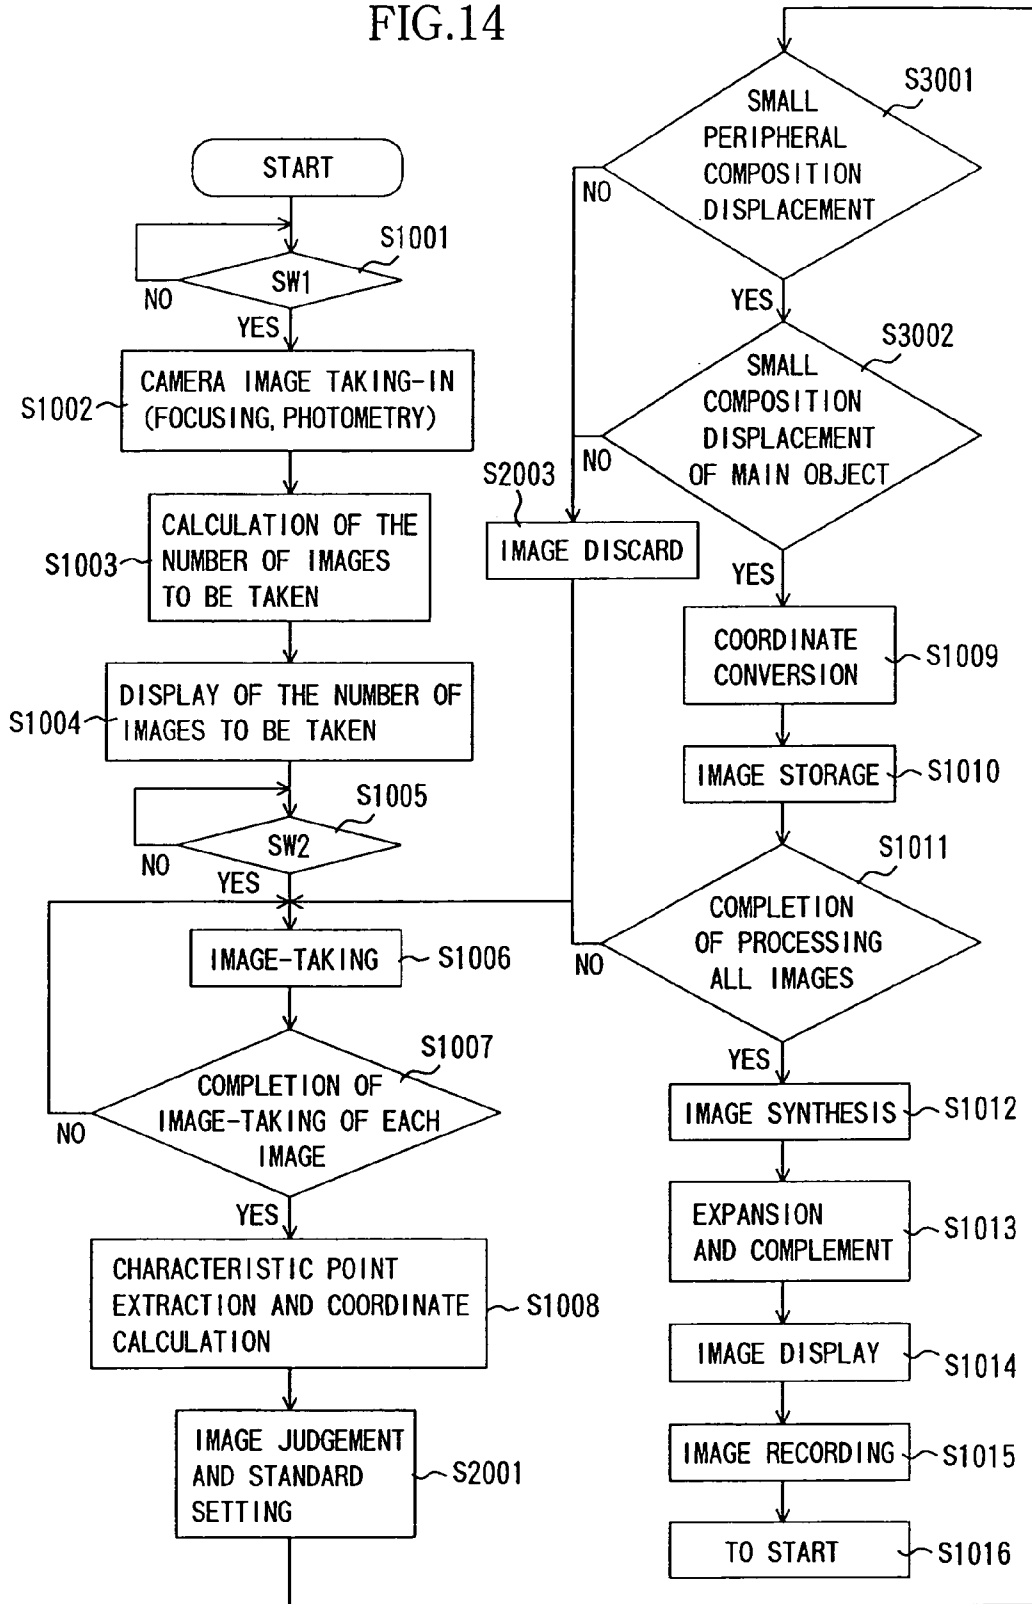 FIG.14
START
S1001
SW1
NO
YES
CAMERA IMAGE TAKING-IN
(FOCUSING, PHOTOMETRY)
S1002
CALCULATION OF THE
NUMBER OF IMAGES
TO BE TAKEN
S1003
DISPLAY OF THE NUMBER OF
IMAGES TO BE TAKEN
S1004
S1005
SW2
NO
YES
IMAGE-TAKING
S1006
S1007
COMPLETION OF
IMAGE-TAKING OF EACH
IMAGE
NO
YES
CHARACTERISTIC POINT
EXTRACTION AND COORDINATE
CALCULATION
S1008
IMAGE JUDGEMENT
AND STANDARD
SETTING
S2001
S3001
SMALL
PERIPHERAL
COMPOSITION
DISPLACEMENT
NO
YES
S3002
SMALL
COMPOSITION
DISPLACEMENT
OF MAIN OBJECT
NO
S2003
IMAGE DISCARD
YES
COORDINATE
CONVERSION
S1009
IMAGE STORAGE
S1010
S1011
COMPLETION
OF PROCESSING
ALL IMAGES
NO
YES
IMAGE SYNTHESIS
S1012
EXPANSION
AND COMPLEMENT
S1013
IMAGE DISPLAY
S1014
IMAGE RECORDING
S1015
TO START
S1016